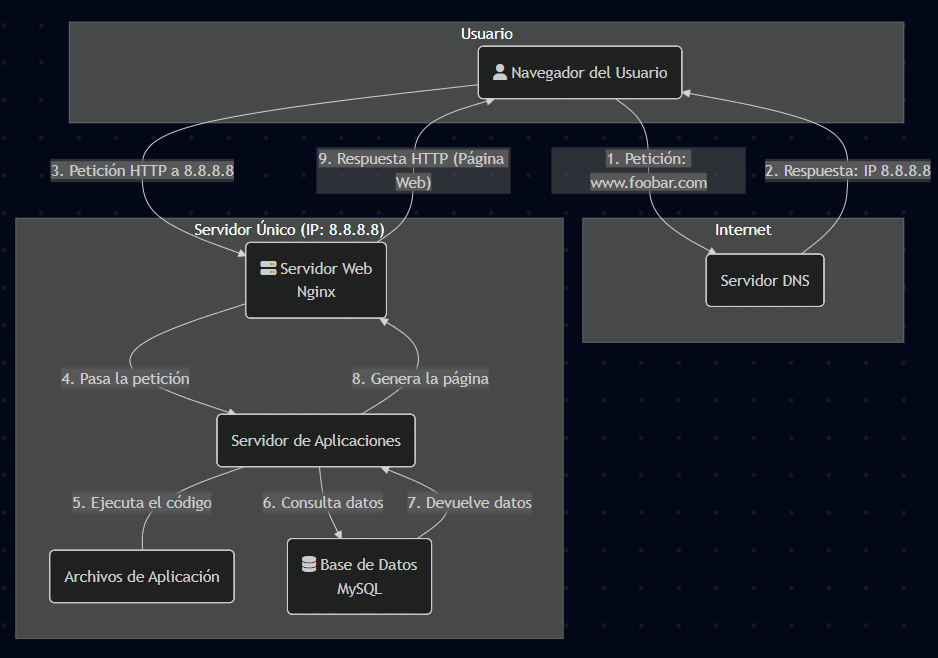 Usuario
Navegador del Usuario
3. Petición HTTP a 8.8.8.8
9. Respuesta HTTP (Página
Web)
1. Petición:
www.foobar.com
2. Respuesta: IP 8.8.8.8
Servidor Único (IP: 8.8.8.8)
Servidor Web
Nginx
Internet
Servidor DNS
4. Pasa la petición
8. Genera la página
Servidor de Aplicaciones
5. Ejecuta el código
6. Consulta datos
7. Devuelve datos
Archivos de Aplicación
Base de Datos
MySQL